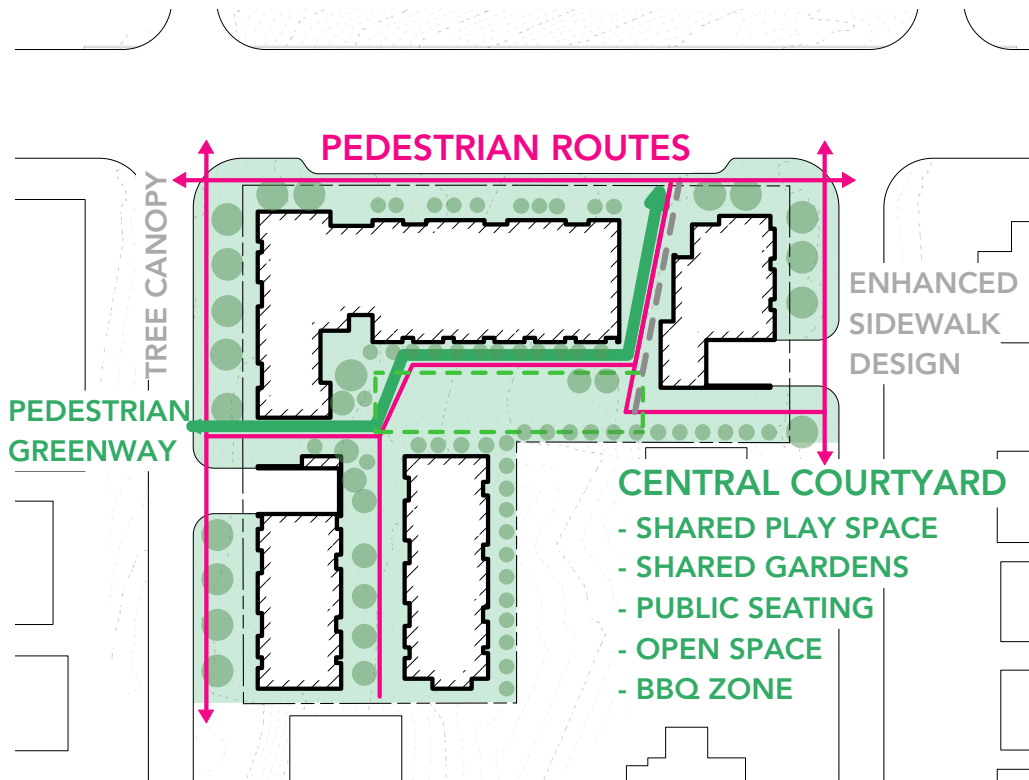 PEDESTRIAN ROUTES
TREE CANOPY
ENHANCED
SIDEWALK
DESIGN
PEDESTRIAN
GREENWAY
CENTRAL COURTYARD
- SHARED PLAY SPACE
- SHARED GARDENS
- PUBLIC SEATING
- OPEN SPACE
- BBQ ZONE